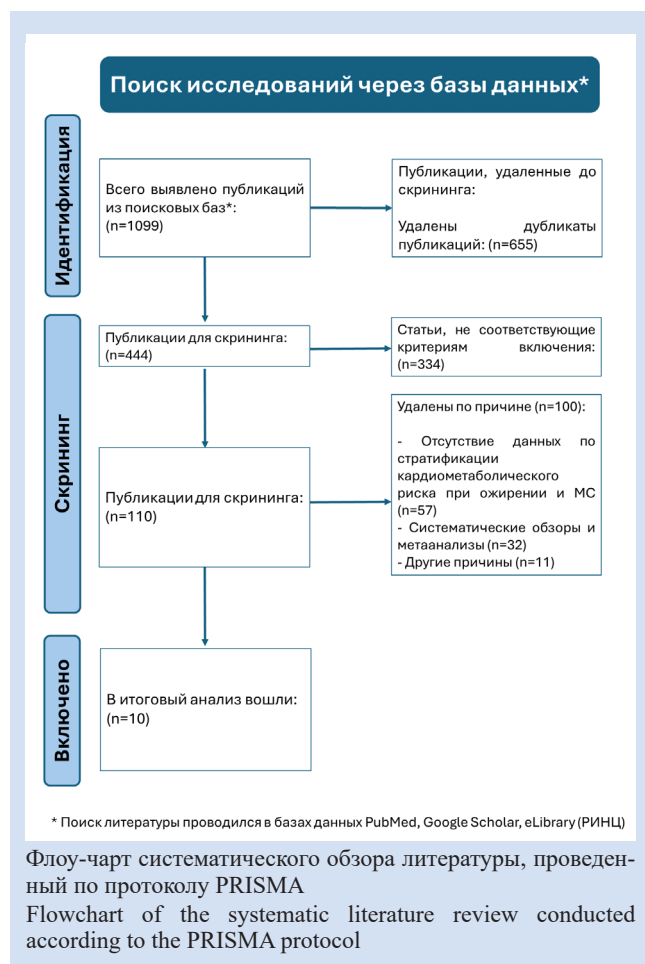 Поиск исследований через базы данных*
Идентификация
Всего выявлено публикаций
из поисковых баз*:
(n=1099)
Публикации, удаленные до
скрининга:
Удалены дубликаты
публикаций: (n=655)
Скрининг
Публикации для скрининга:
(n=444)
Статьи, не соответствующие
критериям включения:
(n=334)
Публикации для скрининга:
(n=110)
Удалены по причине (n=100):
- Отсутствие данных по
стратификации
кардиометаболического
риска при ожирении и МС
(n=57)
- Систематические обзоры и
метаанализы (n=32)
- Другие причины (n=11)
Включено
В итоговый анализ вошли:
(n=10)
* Поиск литературы проводился в базах данных PubMed, Google Scholar, eLibrary (РИНЦ)
Флоу-чарт систематического обзора литературы, проведен-
ный по протоколу PRISMA
Flowchart of the systematic literature review conducted
according to the PRISMA protocol